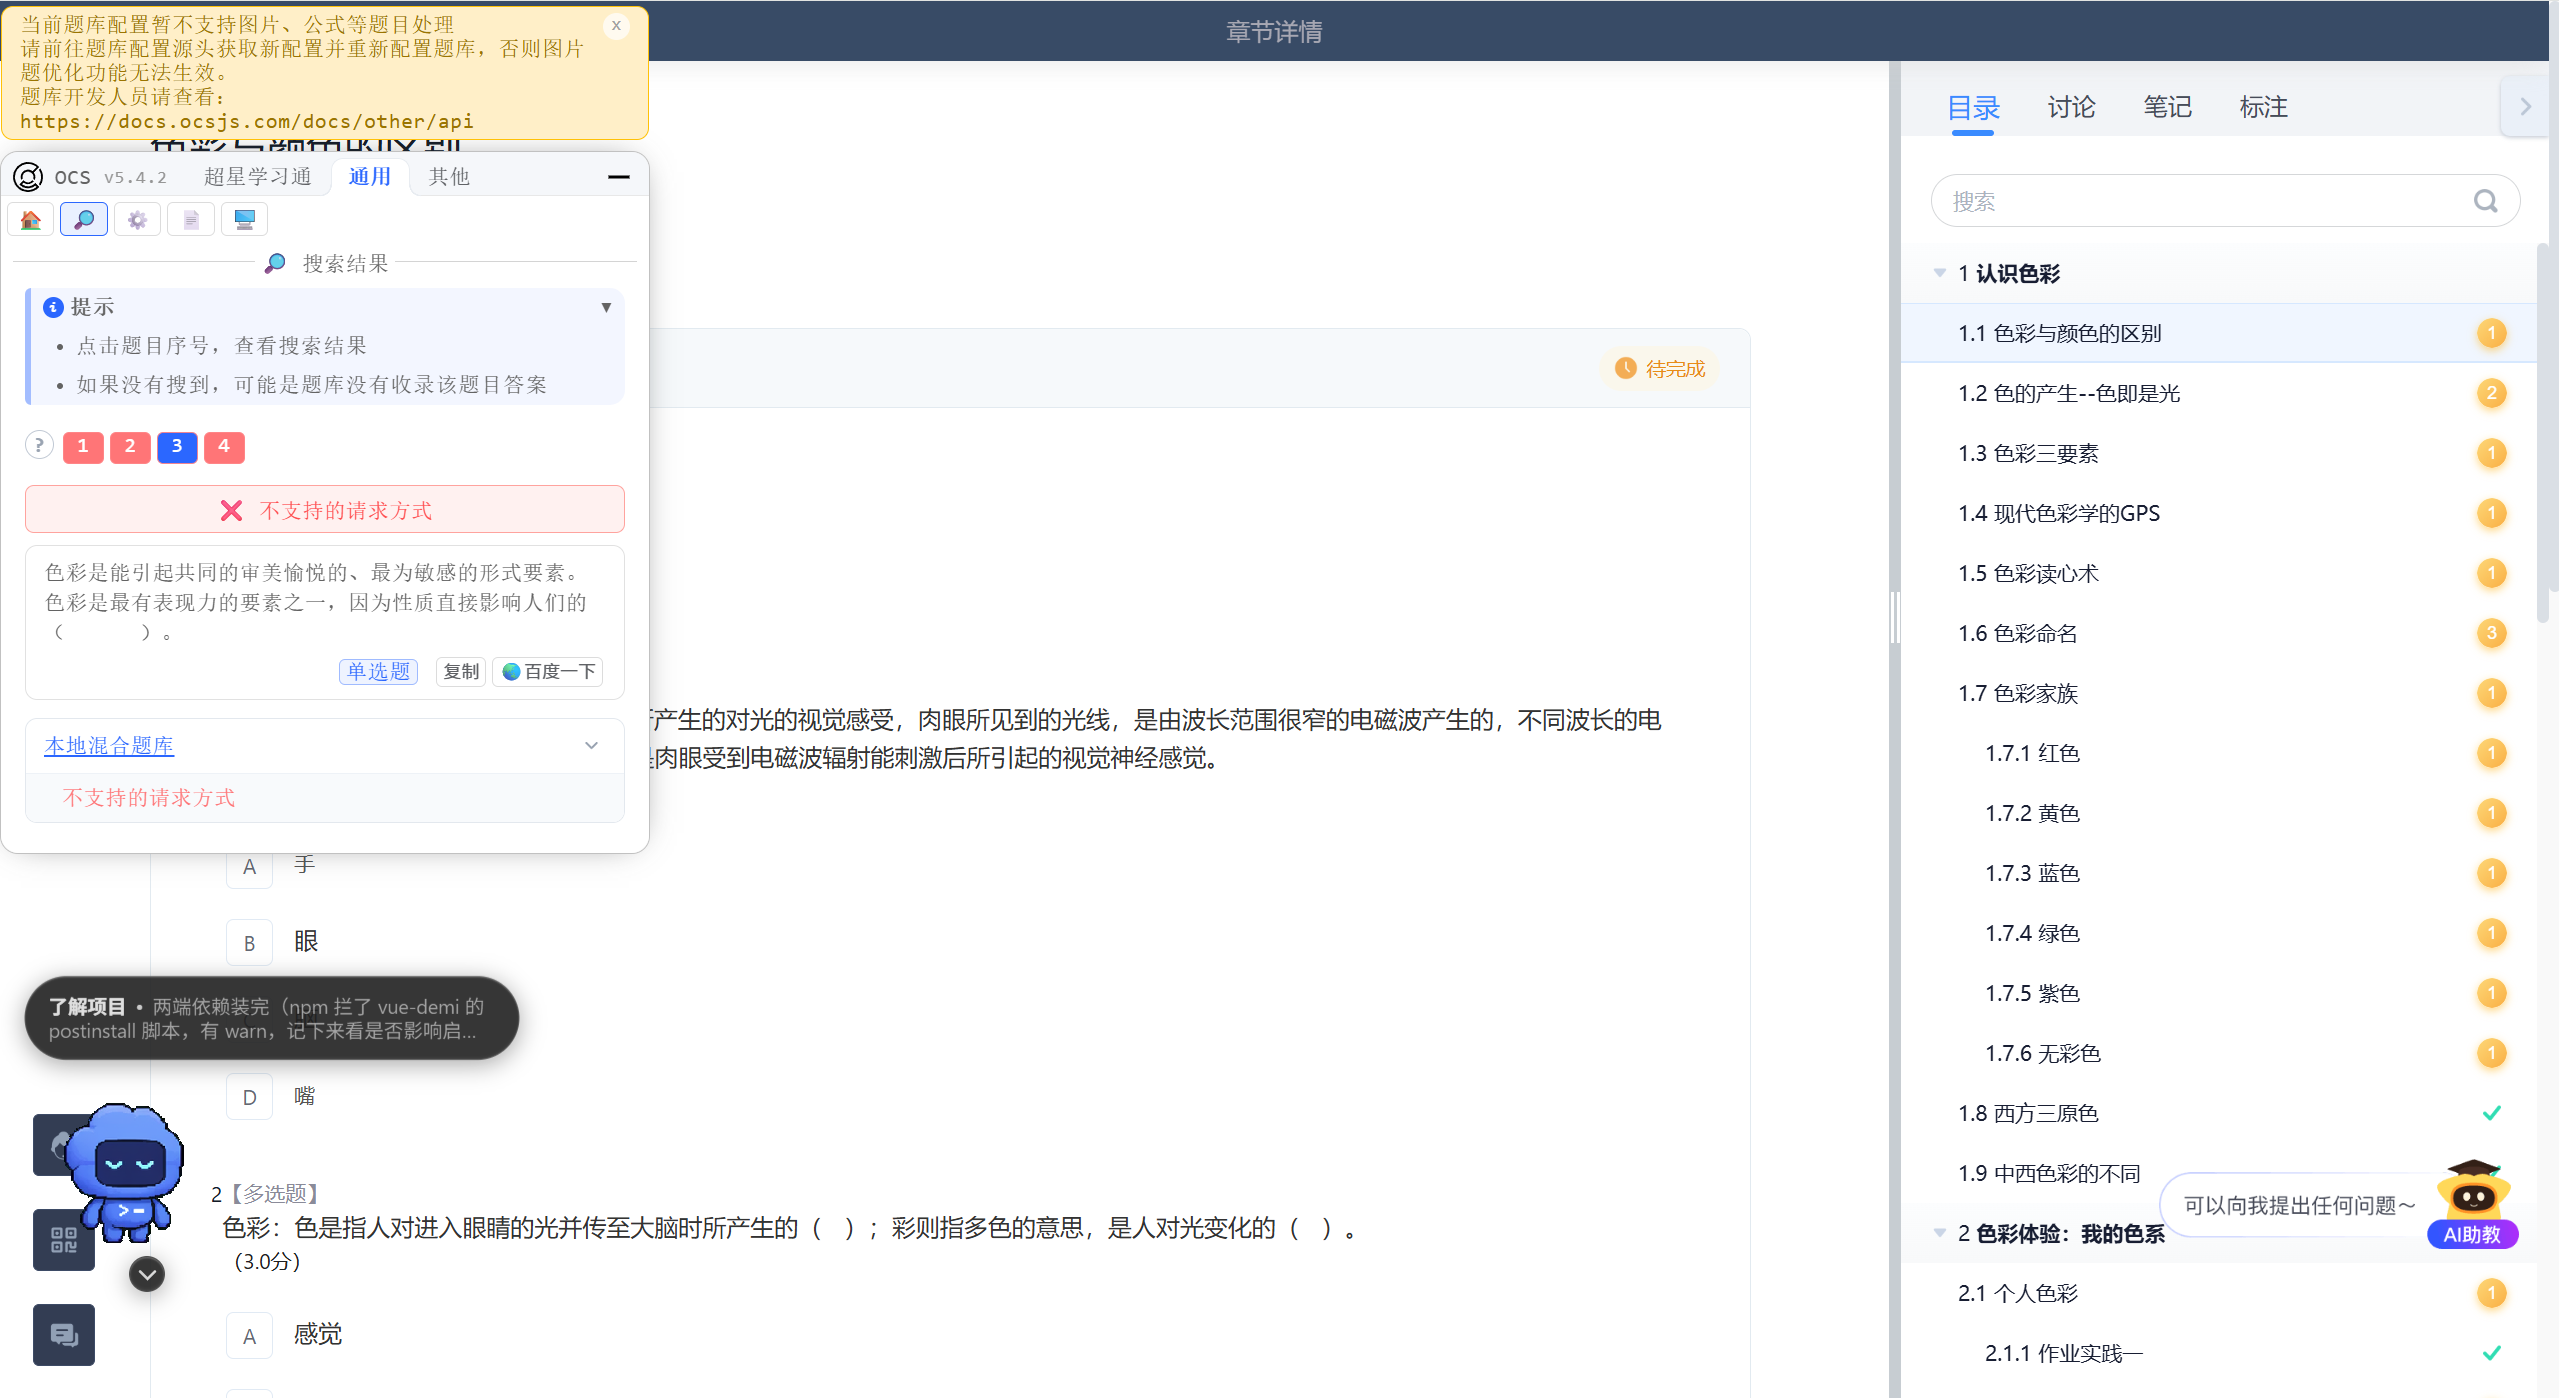 当前题库配置暂不支持图片、公式等题目处理
请前往题库配置源头获取新配置并重新配置题库，否则图片
题优化功能无法生效。
题库开发人员请查看：
https://docs.ocsjs.com/docs/other/api
x
章节详情
色彩与颜色的区别
OCS v5.4.2 超星学习通 通用 其他
搜索结果
提示
点击题目序号，查看搜索结果
如果没有搜到，可能是题库没有收录该题目答案
? 1 2 3 4
不支持的请求方式
色彩是能引起共同的审美愉悦的、最为敏感的形式要素。
色彩是最有表现力的要素之一，因为性质直接影响人们的
（ ）。
单选题 复制 百度一下
本地混合题库
不支持的请求方式
待完成
产生的对光的视觉感受，肉眼所见到的光线，是由波长范围很窄的电磁波产生的，不同波长的电
肉眼受到电磁波辐射能刺激后所引起的视觉神经感觉。
A 手
B 眼
了解项目 • 两端依赖装完（npm 拦了 vue-demi 的
postinstall 脚本，有 warn，记下来看是否影响启...
D 嘴
2【多选题】
色彩：色是指人对进入眼睛的光并传至大脑时所产生的（ ）；彩则指多色的意思，是人对光变化的（ ）。
（3.0分）
A 感觉
目录 讨论 笔记 标注
搜索
1 认识色彩
1.1 色彩与颜色的区别 1
1.2 色的产生--色即是光 2
1.3 色彩三要素 1
1.4 现代色彩学的GPS 1
1.5 色彩读心术 1
1.6 色彩命名 3
1.7 色彩家族 1
1.7.1 红色 1
1.7.2 黄色 1
1.7.3 蓝色 1
1.7.4 绿色 1
1.7.5 紫色 1
1.7.6 无彩色 1
1.8 西方三原色
1.9 中西色彩的不同
可以向我提出任何问题～
AI助教
2 色彩体验：我的色系
2.1 个人色彩 1
2.1.1 作业实践一